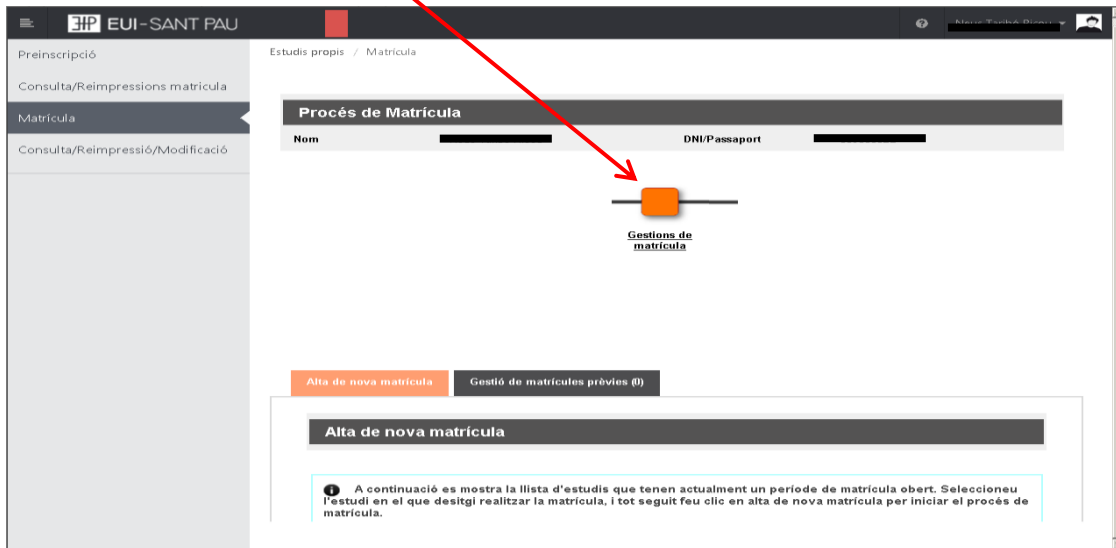 EUI-SANT PAU
Preinscripció
Consulta/Reimpressions matricula
Matrícula
Consulta/Reimpressió/Modificació
Estudis propis / Matrícula
Procés de Matrícula
Nom DNI/Passaport
Gestions de
matrícula
Alta de nova matrícula Gestió de matrícules prèvies (0)
Alta de nova matrícula
A continuació es mostra la llista d'estudis que tenen actualment un període de matrícula obert. Seleccioneu
l'estudi en el que desitgi realitzar la matrícula, i tot seguit feu clic en alta de nova matrícula per iniciar el procés de
matrícula.